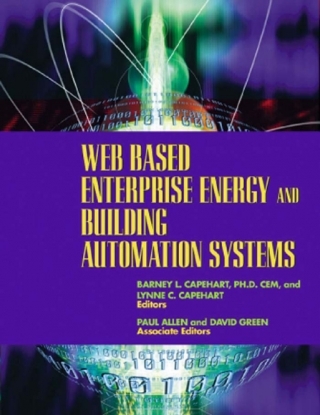 WEB BASED
ENTERPRISE ENERGY AND
BUILDING
AUTOMATION SYSTEMS
BARNEY L. CAPEHART, PH.D. CEM, and
LYNNE C. CAPEHART
Editors
PAUL ALLEN and DAVID GREEN
Associate Editors